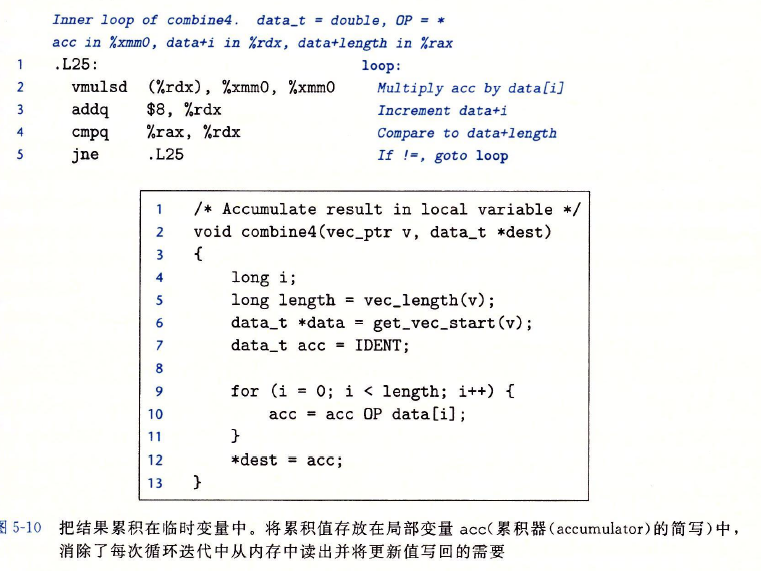 Inner loop of combine4. data_t = double, OP = *
acc in %xmm0, data+i in %rdx, data+length in %rax
1 .L25: loop:
2 vmulsd (%rdx), %xmm0, %xmm0 Multiply acc by data[i]
3 addq $8, %rdx Increment data+i
4 cmpq %rax, %rdx Compare to data+length
5 jne .L25 If !=, goto loop
1 /* Accumulate result in local variable */
2 void combine4(vec_ptr v, data_t *dest)
3 {
4 long i;
5 long length = vec_length(v);
6 data_t *data = get_vec_start(v);
7 data_t acc = IDENT;
8
9 for (i = 0; i < length; i++) {
10 acc = acc OP data[i];
11 }
12 *dest = acc;
13 }
图 5-10 把结果累积在临时变量中。将累积值存放在局部变量 acc(累积器(accumulator)的简写)中，
消除了每次循环迭代中从内存中读出并将更新值写回的需要